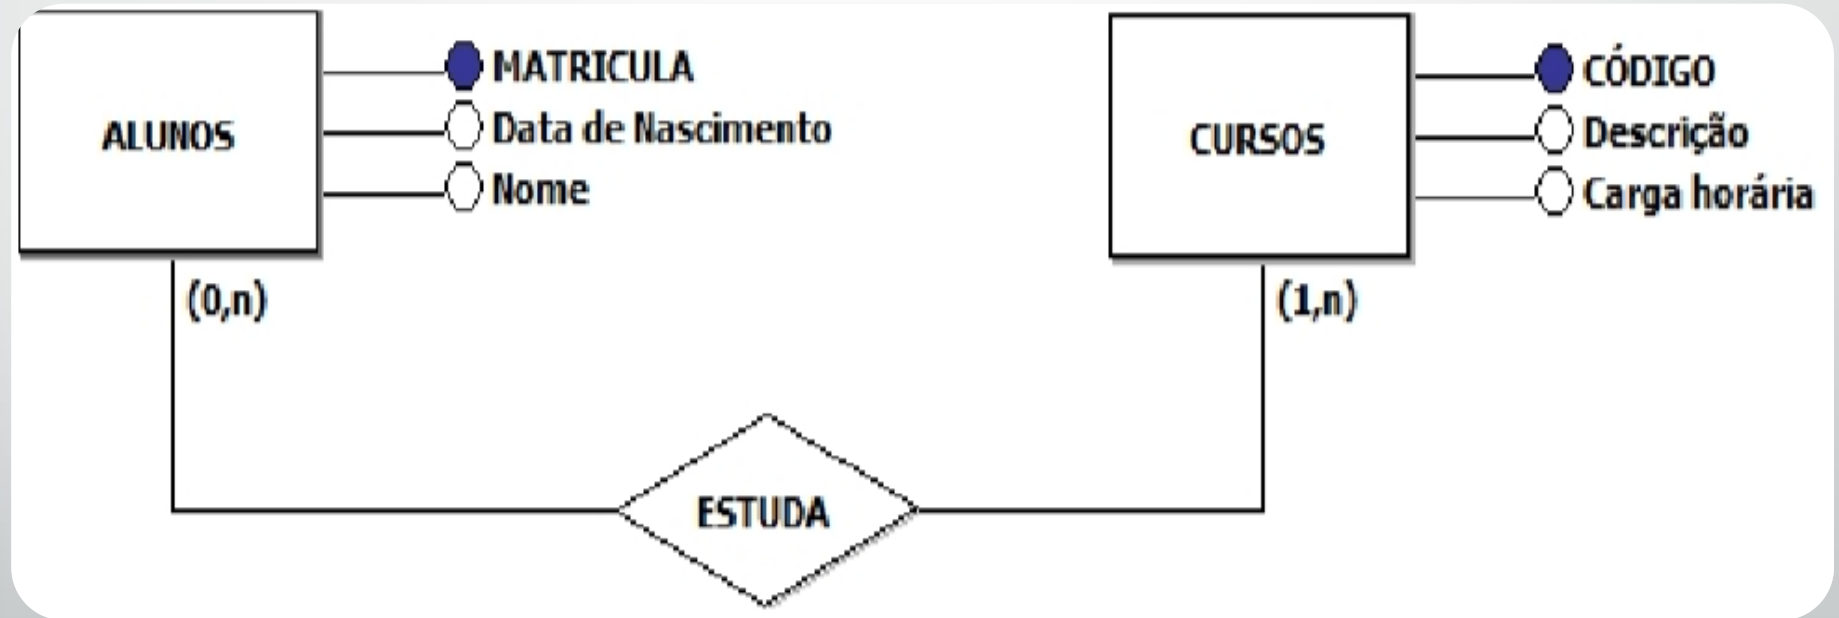 ALUNOS
MATRICULA
Data de Nascimento
Nome
(0,n)
CURSOS
CÓDIGO
Descrição
Carga horária
(1,n)
ESTUDA